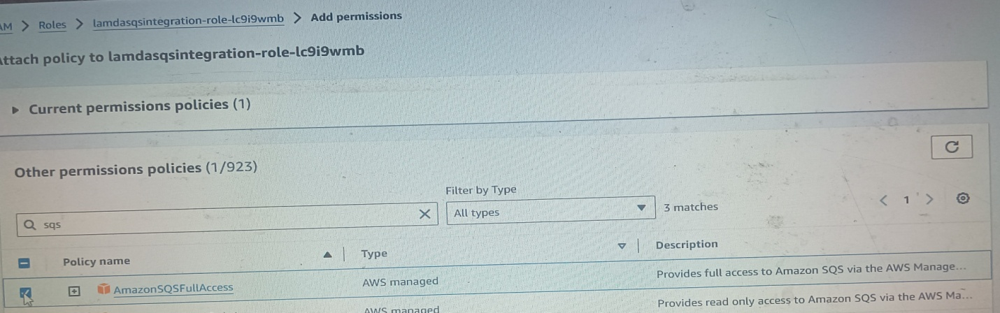 AM > Roles > lamdasqsintegration-role-lc9i9wmb > Add permissions
Attach policy to lamdasqsintegration-role-lc9i9wmb
Current permissions policies (1)
Other permissions policies (1/923)
Filter by Type
sqs
All types
3 matches
< 1 >
Policy name
Type
Description
AmazonSQSFullAccess
AWS managed
Provides full access to Amazon SQS via the AWS Manage...
AWS managed
Provides read only access to Amazon SQS via the AWS Ma...